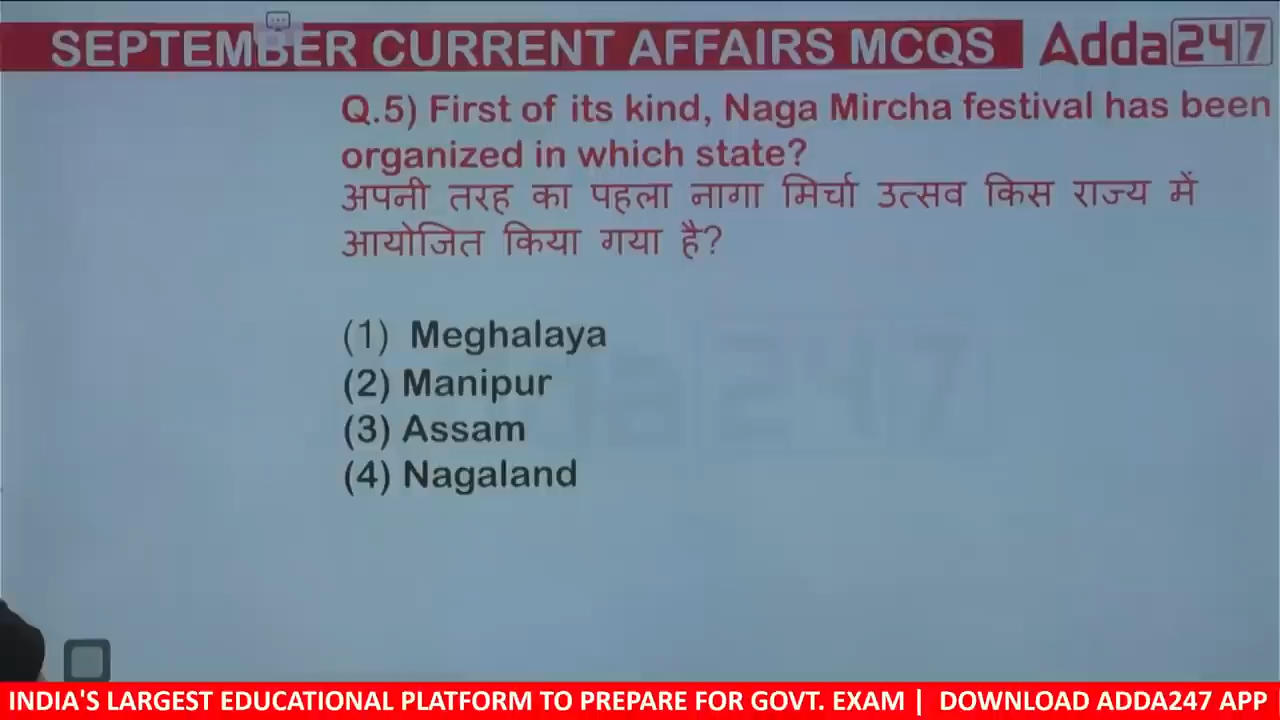 SEPTEMBER CURRENT AFFAIRS MCQS
Adda247
Q.5) First of its kind, Naga Mircha festival has been
organized in which state?
अपनी तरह का पहला नागा मिर्चा उत्सव किस राज्य में
आयोजित किया गया है?
(1) Meghalaya
(2) Manipur
(3) Assam
(4) Nagaland
INDIA'S LARGEST EDUCATIONAL PLATFORM TO PREPARE FOR GOVT. EXAM | DOWNLOAD ADDA247 APP